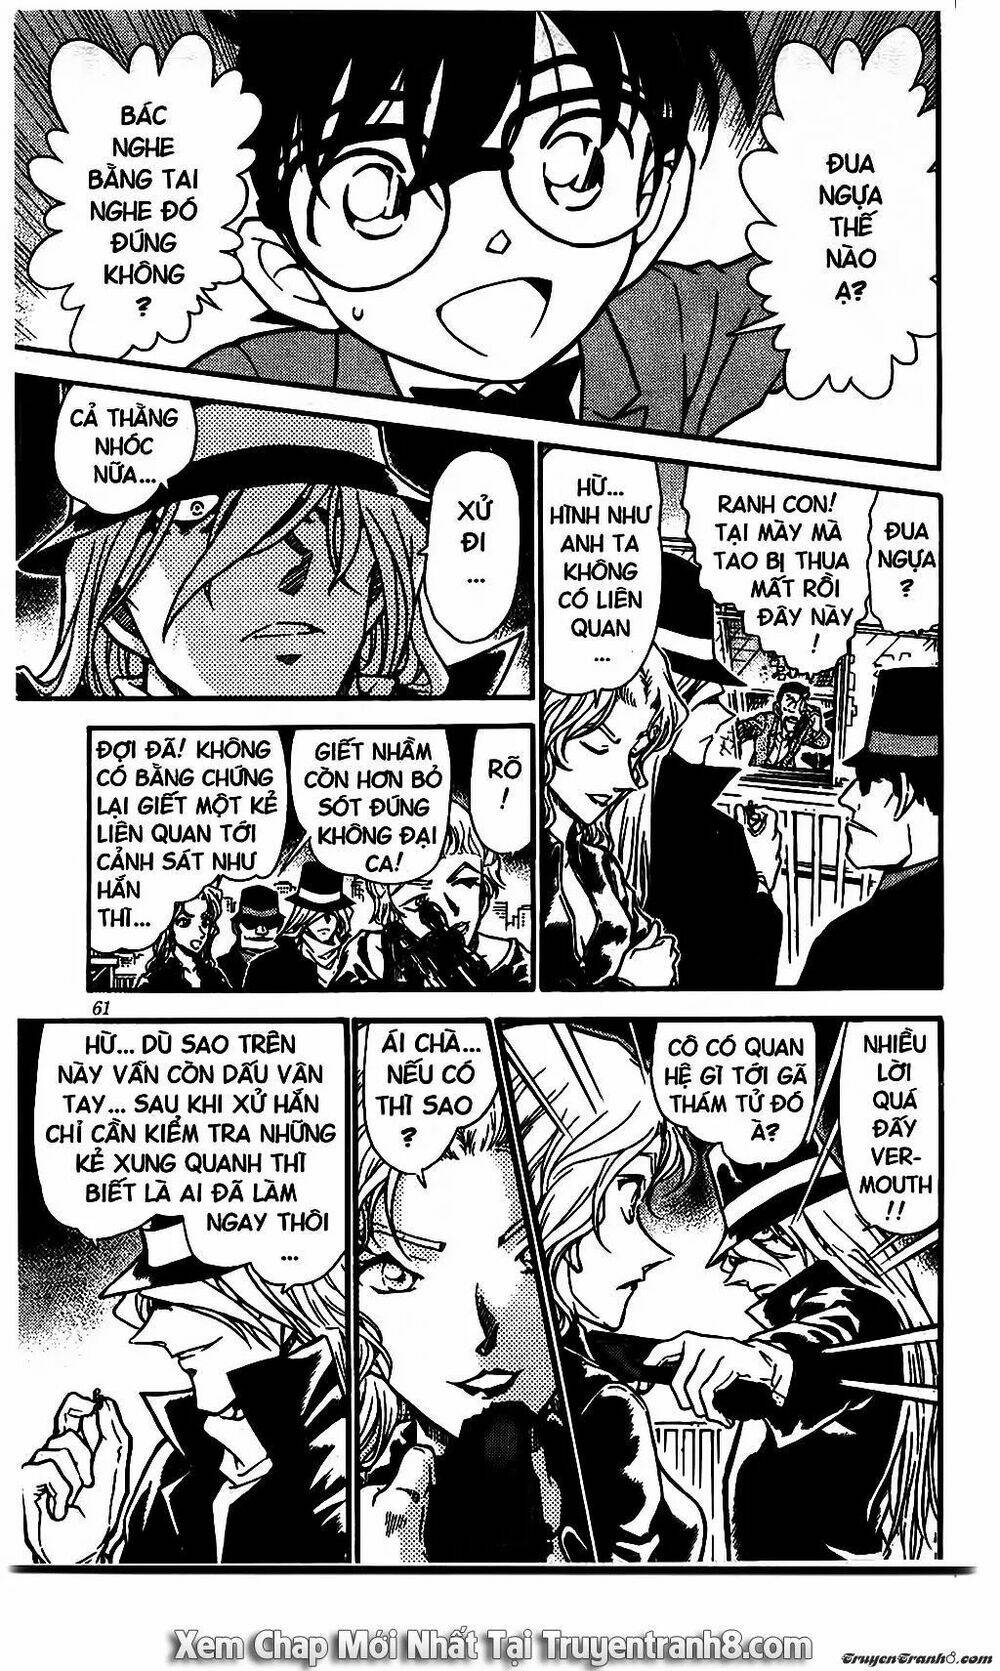 ĐUA
NGỰA
THẾ
NÀO
Ạ?
BÁC
NGHE
BẰNG TAI
NGHE ĐÓ
ĐÚNG
KHÔNG
?
ĐUA
NGỰA
?
RANH CON!
TẠI MÀY MÀ
TAO BỊ THUA
MẤT RỒI
ĐÂY NÀY
!
HỪ...
HÌNH NHƯ
ANH TA
KHÔNG
CÓ LIÊN
QUAN
...
XỬ
ĐI
...
CẢ THẰNG
NHÓC
NỮA...
RÕ
!
GIẾT NHẦM
CÒN HƠN BỎ
SÓT ĐÚNG
KHÔNG ĐẠI
CA!
ĐỢI ĐÃ! KHÔNG
CÓ BẰNG CHỨNG
LẠI GIẾT MỘT KẺ
LIÊN QUAN TỚI
CẢNH SÁT NHƯ
HẮN
THÌ...
61
NHIỀU
LỜI
QUÁ
ĐẤY
VER-
MOUTH
!!
CÔ CÓ QUAN
HỆ GÌ TỚI GÃ
THÁM TỬ ĐÓ
À?
ÁI CHÀ...
NẾU CÓ
THÌ SAO
?
HỪ... DÙ SAO TRÊN
NÀY VẪN CÒN DẤU VÂN
TAY... SAU KHI XỬ HẮN
CHỈ CẦN KIỂM TRA NHỮNG
KẺ XUNG QUANH THÌ
BIẾT LÀ AI ĐÃ LÀM
NGAY THÔI
...
Xem Chap Mới Nhất Tại Truyentranh8.com
TruyenTranh8.com